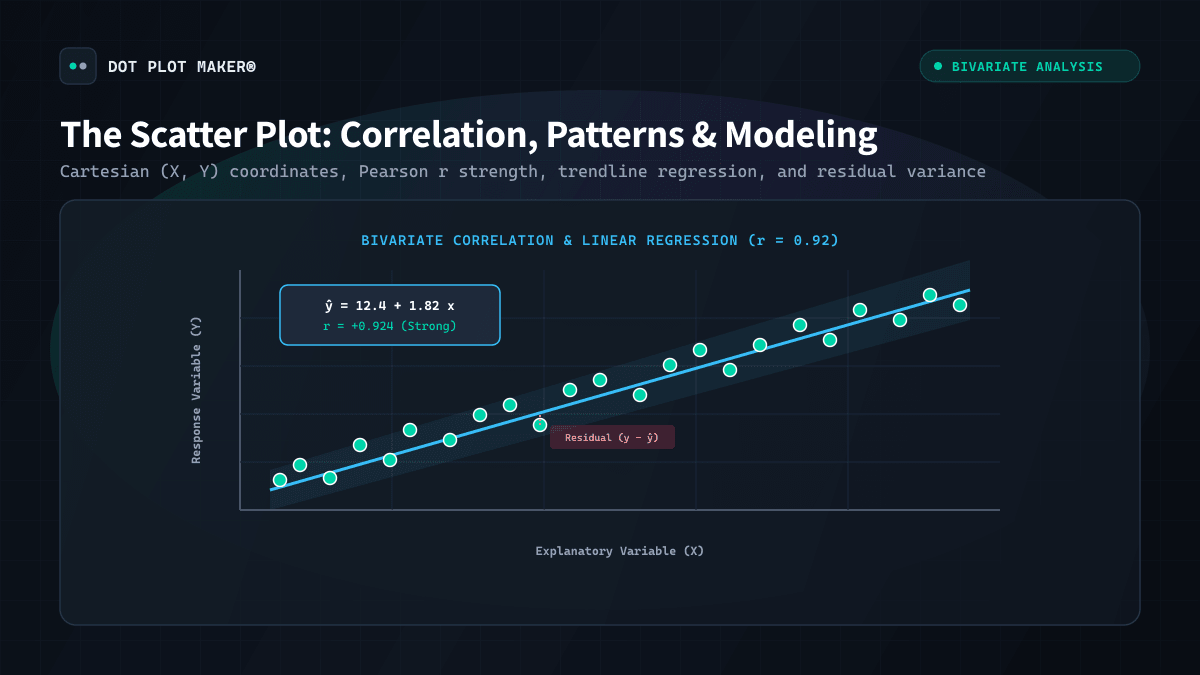 DOT PLOT MAKER®
BIVARIATE ANALYSIS
The Scatter Plot: Correlation, Patterns & Modeling
Cartesian (X, Y) coordinates, Pearson r strength, trendline regression, and residual variance
BIVARIATE CORRELATION & LINEAR REGRESSION (r = 0.92)
ŷ = 12.4 + 1.82 x
r = +0.924 (Strong)
Response Variable (Y)
Residual (y − ŷ)
Explanatory Variable (X)